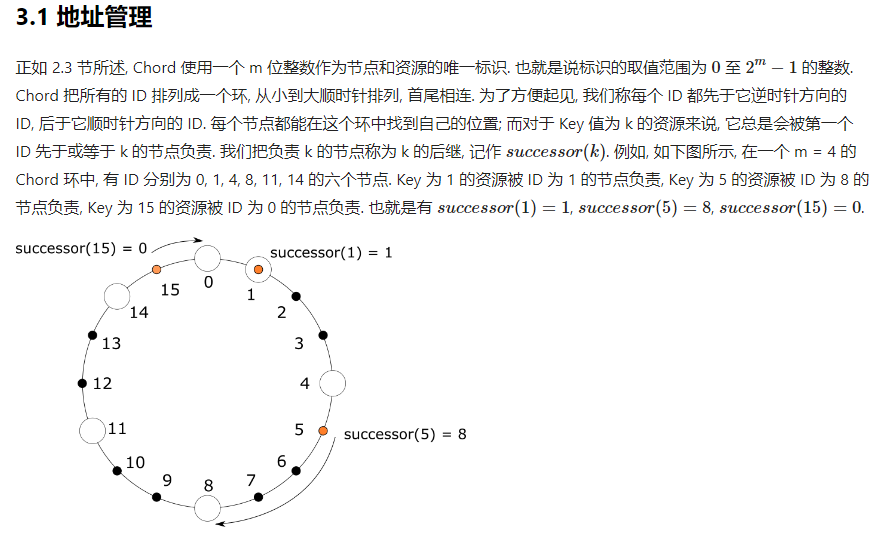 3.1 地址管理
正如 2.3 节所述, Chord 使用一个 m 位整数作为节点和资源的唯一标识. 也就是说标识的取值范围为 0 至 2^m − 1 的整数.
Chord 把所有的 ID 排列成一个环, 从小到大顺时针排列, 首尾相连. 为了方便起见, 我们称每个 ID 都先于它逆时针方向的
ID, 后于它顺时针方向的 ID. 每个节点都能在这个环中找到自己的位置; 而对于 Key 值为 k 的资源来说, 它总是会被第一个
ID 先于或等于 k 的节点负责. 我们把负责 k 的节点称为 k 的后继, 记作 successor(k). 例如, 如下图所示, 在一个 m = 4 的
Chord 环中, 有 ID 分别为 0, 1, 4, 8, 11, 14 的六个节点. Key 为 1 的资源被 ID 为 1 的节点负责, Key 为 5 的资源被 ID 为 8 的
节点负责, Key 为 15 的资源被 ID 为 0 的节点负责. 也就是有 successor(1) = 1, successor(5) = 8, successor(15) = 0.
successor(15) = 0
successor(1) = 1
0
1
2
3
4
5
successor(5) = 8
6
7
8
9
10
11
12
13
14
15